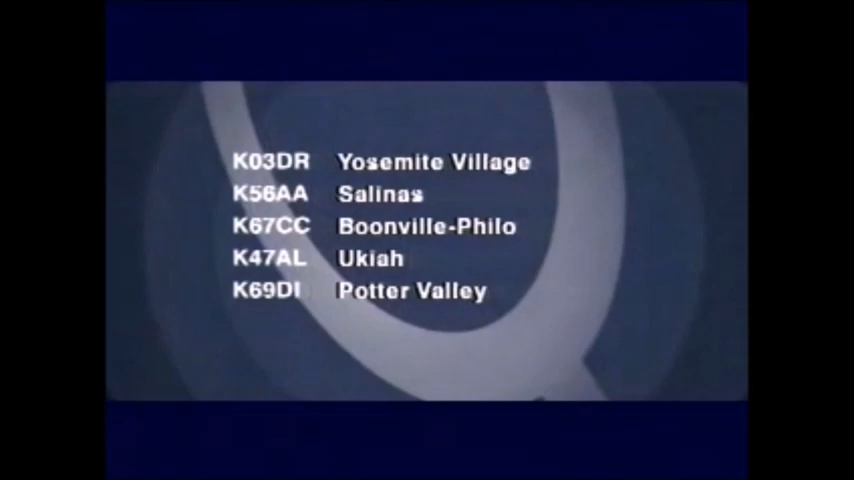 K03DR Yosemite Village
K56AA Salinas
K67CC Boonville-Philo
K47AL Ukiah
K69DI Potter Valley